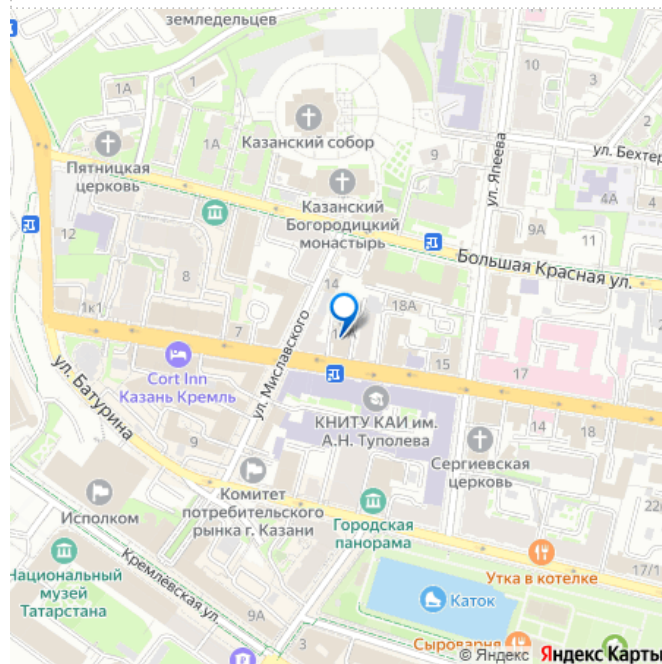 земледельцев
10
3
1А
1
2
Казанский собор
1А
ул. Япеева
9
ул. Бехтер
Пятницкая
церковь
4А
4
Казанский
Богородицкий
монастырь
9А
11
12
Большая Красная ул.
8
14
ул. Миславского
18А
1к1
7
15
17
Cort Inn
Казань Кремль
КНИТУ КАИ им.
А.Н. Туполева
ул. Батурина
9
14
18
Сергиевская
церковь
Комитет
потребительского
рынка г. Казани
Исполком
Городская
панорама
Кремлёвская ул.
Утка в котелке
17/1
Национальный
музей
Татарстана
Каток
9А
3
Сыроварня
© Яндекс Яндекс Карты